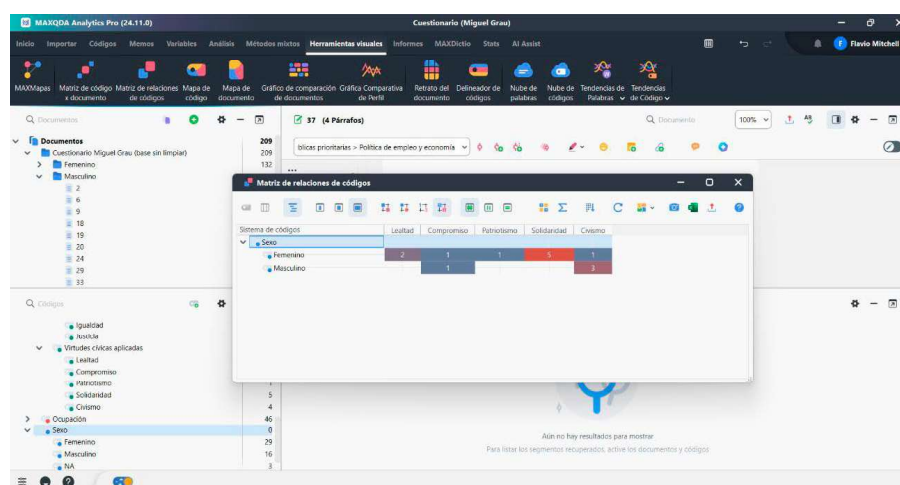 MAXQDA Analytics Pro (24.11.0)
Cuestionario (Miguel Grau)
Inicio Importar Códigos Memos Variables Análisis Métodos mixtos Herramientas visuales Informes MAXDictio Stats AI Assist
F Flavio Mitchell
MAXMapas Matriz de código x documento Matriz de relaciones de códigos Mapa de código Mapa de documento Gráfico de comparación de documentos Gráfica Comparativa de Perfil Retrato del documento Delineador de códigos Nube de palabras Nube de códigos Tendencias de Palabras Tendencias de Código
Documentos
37 (4 Párrafos)
Documento
100%
Documentos 209
Cuestionario Miguel Grau (base sin limpiar) 209
Femenino 132
Masculino
2
6
9
18
19
20
24
29
33
blicas prioritarias > Política de empleo y economía
Matriz de relaciones de códigos
Sistema de códigos Lealtad Compromiso Patriotismo Solidaridad Civismo
Sexo
Femenino 2 1 1 5 1
Masculino 1 3
Códigos
Igualdad
Justicia
Virtudes cívicas aplicadas
Lealtad
Compromiso
Patriotismo 1
Solidaridad 5
Civismo 4
Ocupación 46
Sexo 0
Femenino 29
Masculino 16
NA 3
Aún no hay resultados para mostrar
Para listar los segmentos recuperados, active los documentos y códigos